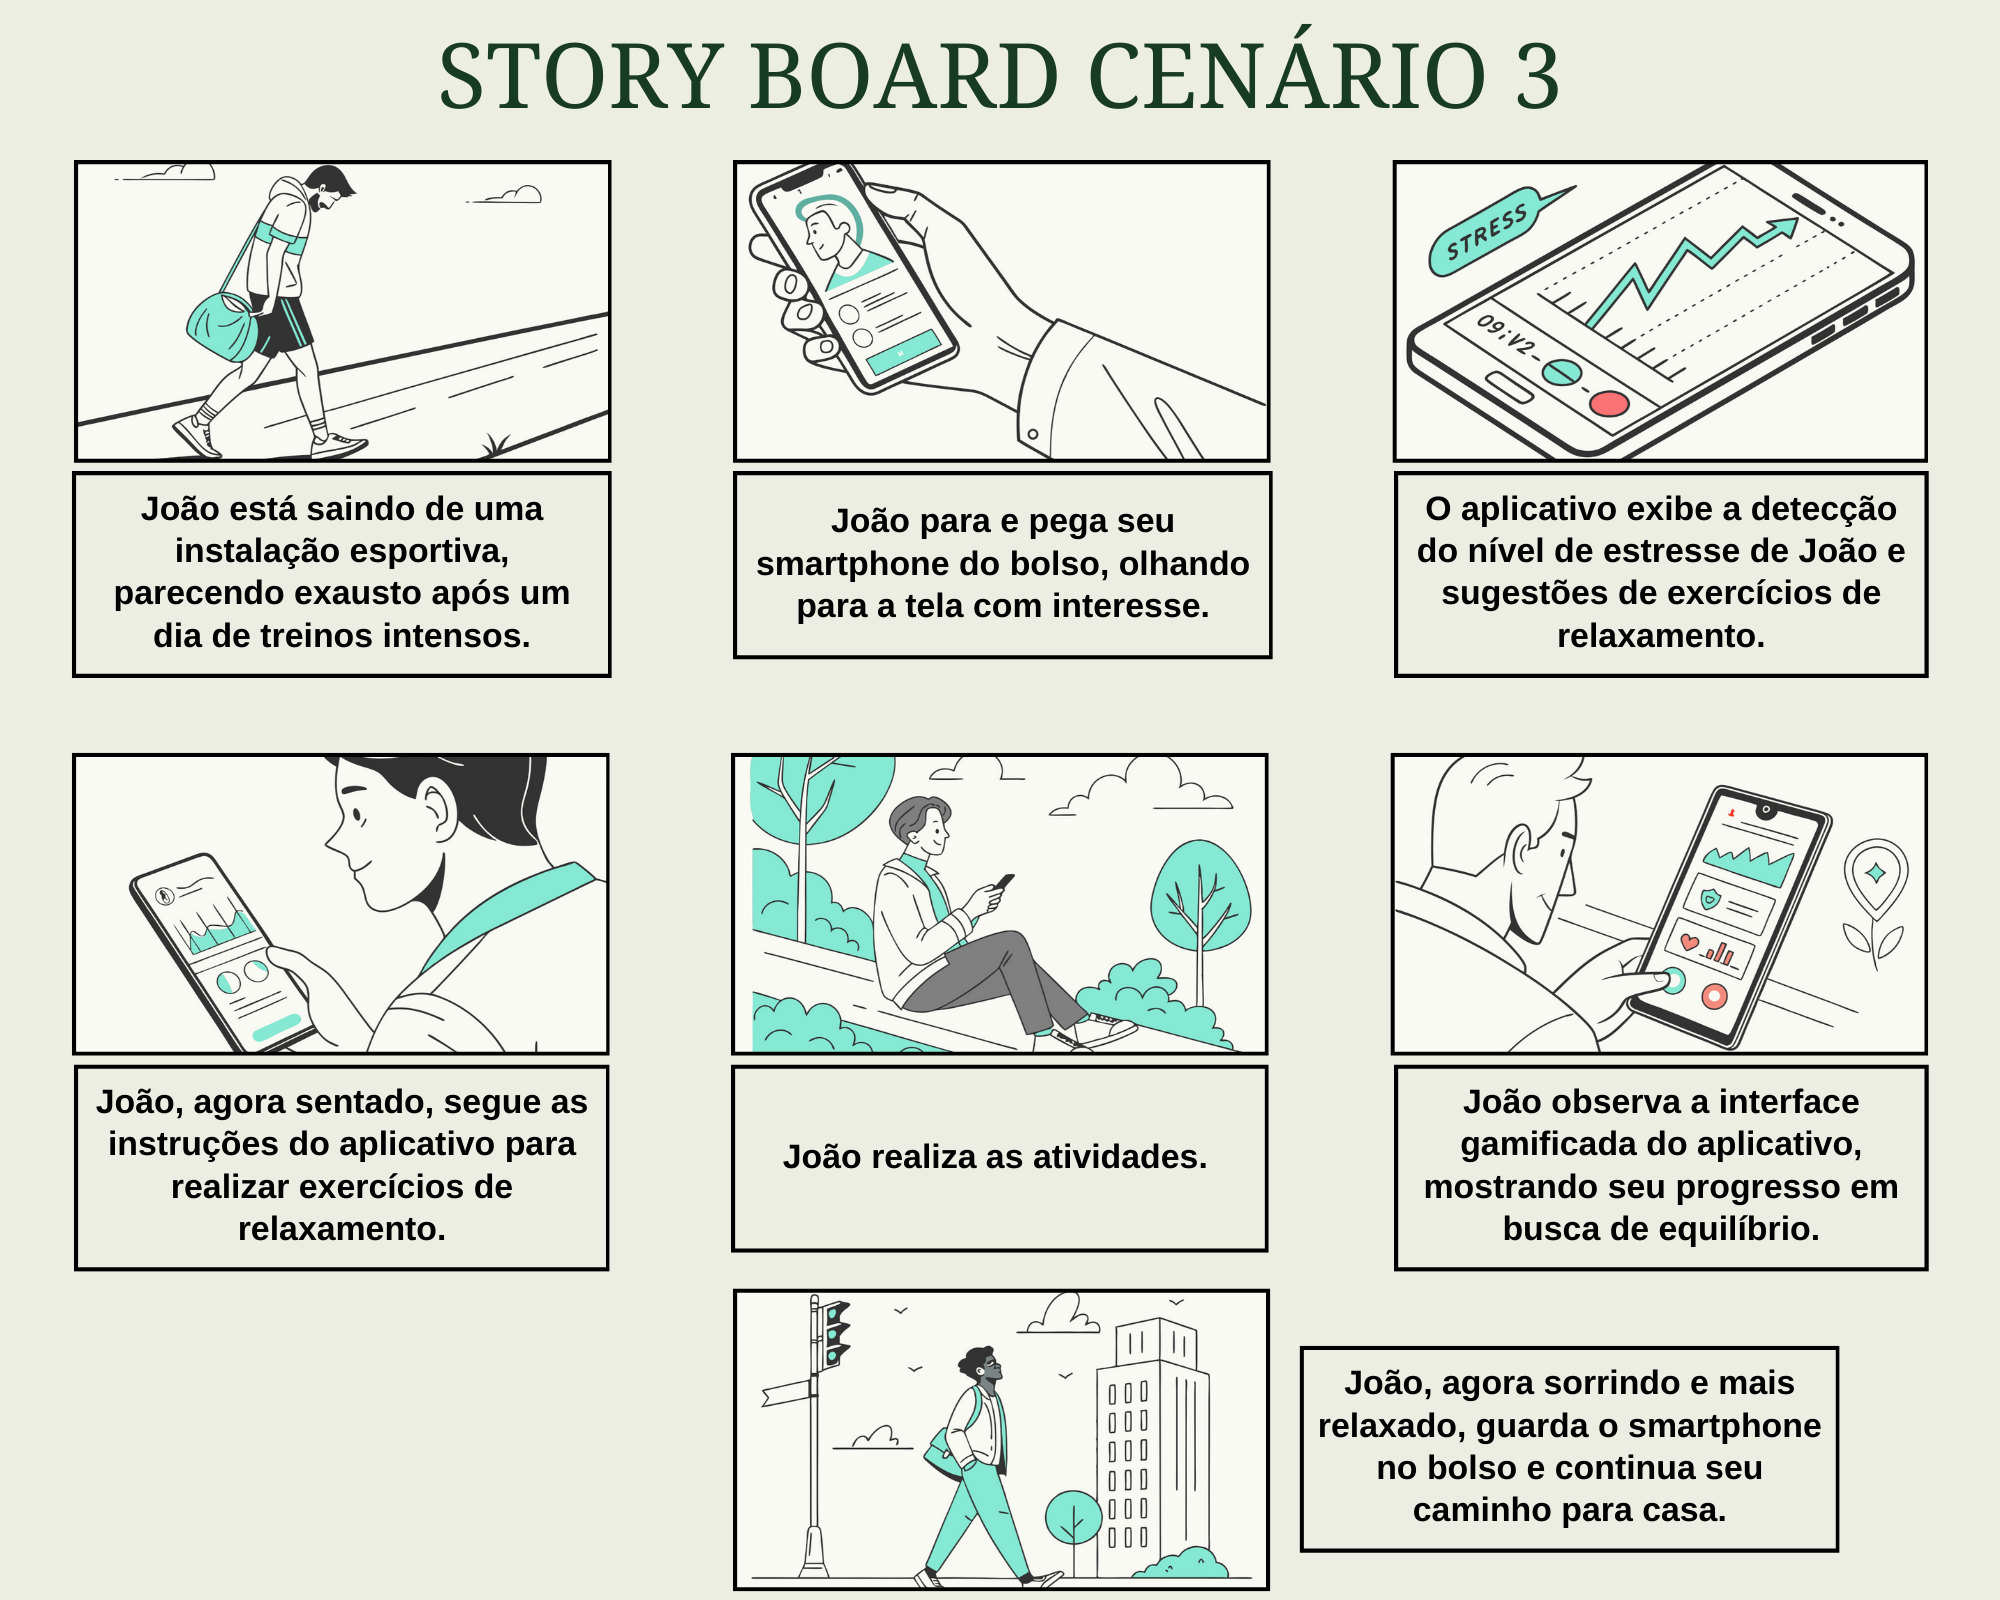 STORY BOARD CENÁRIO 3
STRESS
09:V2-
João está saindo de uma
instalação esportiva,
parecendo exausto após um
dia de treinos intensos.
João para e pega seu
smartphone do bolso, olhando
para a tela com interesse.
O aplicativo exibe a detecção
do nível de estresse de João e
sugestões de exercícios de
relaxamento.
João, agora sentado, segue as
instruções do aplicativo para
realizar exercícios de
relaxamento.
João realiza as atividades.
João observa a interface
gamificada do aplicativo,
mostrando seu progresso em
busca de equilíbrio.
João, agora sorrindo e mais
relaxado, guarda o smartphone
no bolso e continua seu
caminho para casa.